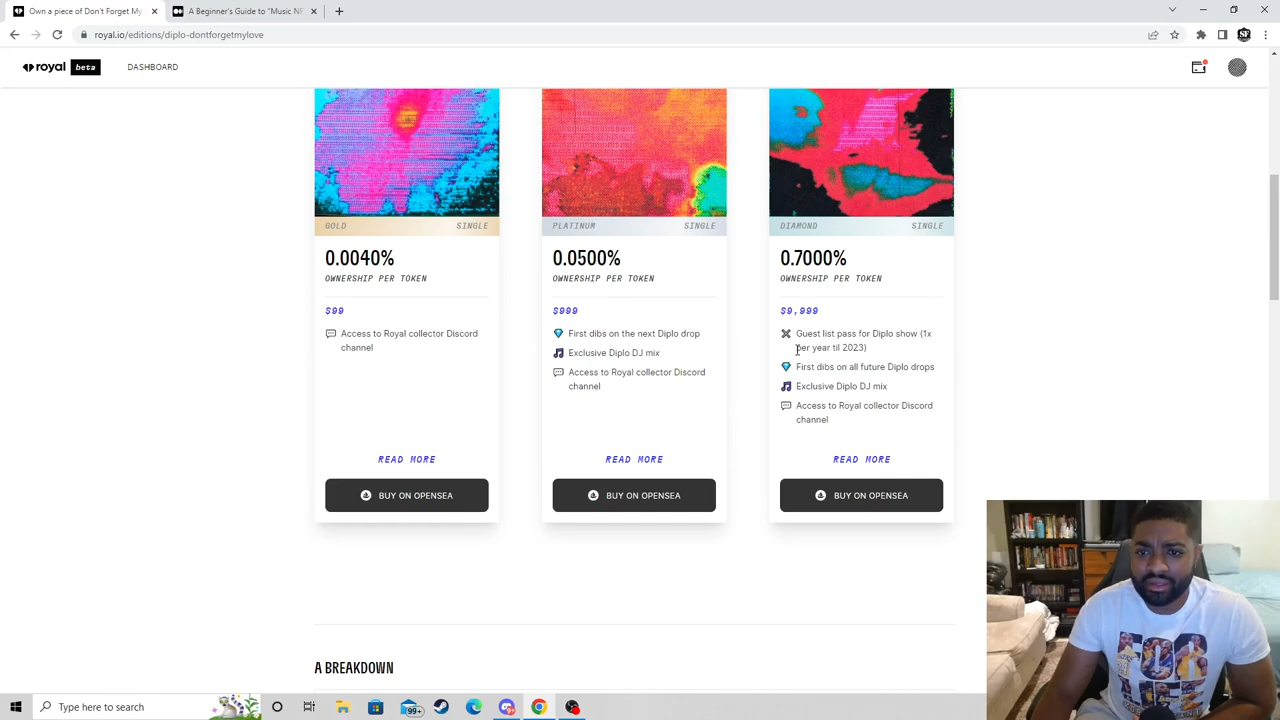 Own a piece of Don't Forget My
A Beginner's Guide to "Music NF
royal.io/editions/diplo-dontforgetmylove
royal beta DASHBOARD
GOLD SINGLE
PLATINUM SINGLE
DIAMOND SINGLE
0.0040%
OWNERSHIP PER TOKEN
$99
Access to Royal collector Discord
channel
READ MORE
BUY ON OPENSEA
0.0500%
OWNERSHIP PER TOKEN
$999
First dibs on the next Diplo drop
Exclusive Diplo DJ mix
Access to Royal collector Discord
channel
READ MORE
BUY ON OPENSEA
0.7000%
OWNERSHIP PER TOKEN
$9,999
Guest list pass for Diplo show (1x
per year til 2023)
First dibs on all future Diplo drops
Exclusive Diplo DJ mix
Access to Royal collector Discord
channel
READ MORE
BUY ON OPENSEA
A BREAKDOWN
Type here to search
99+